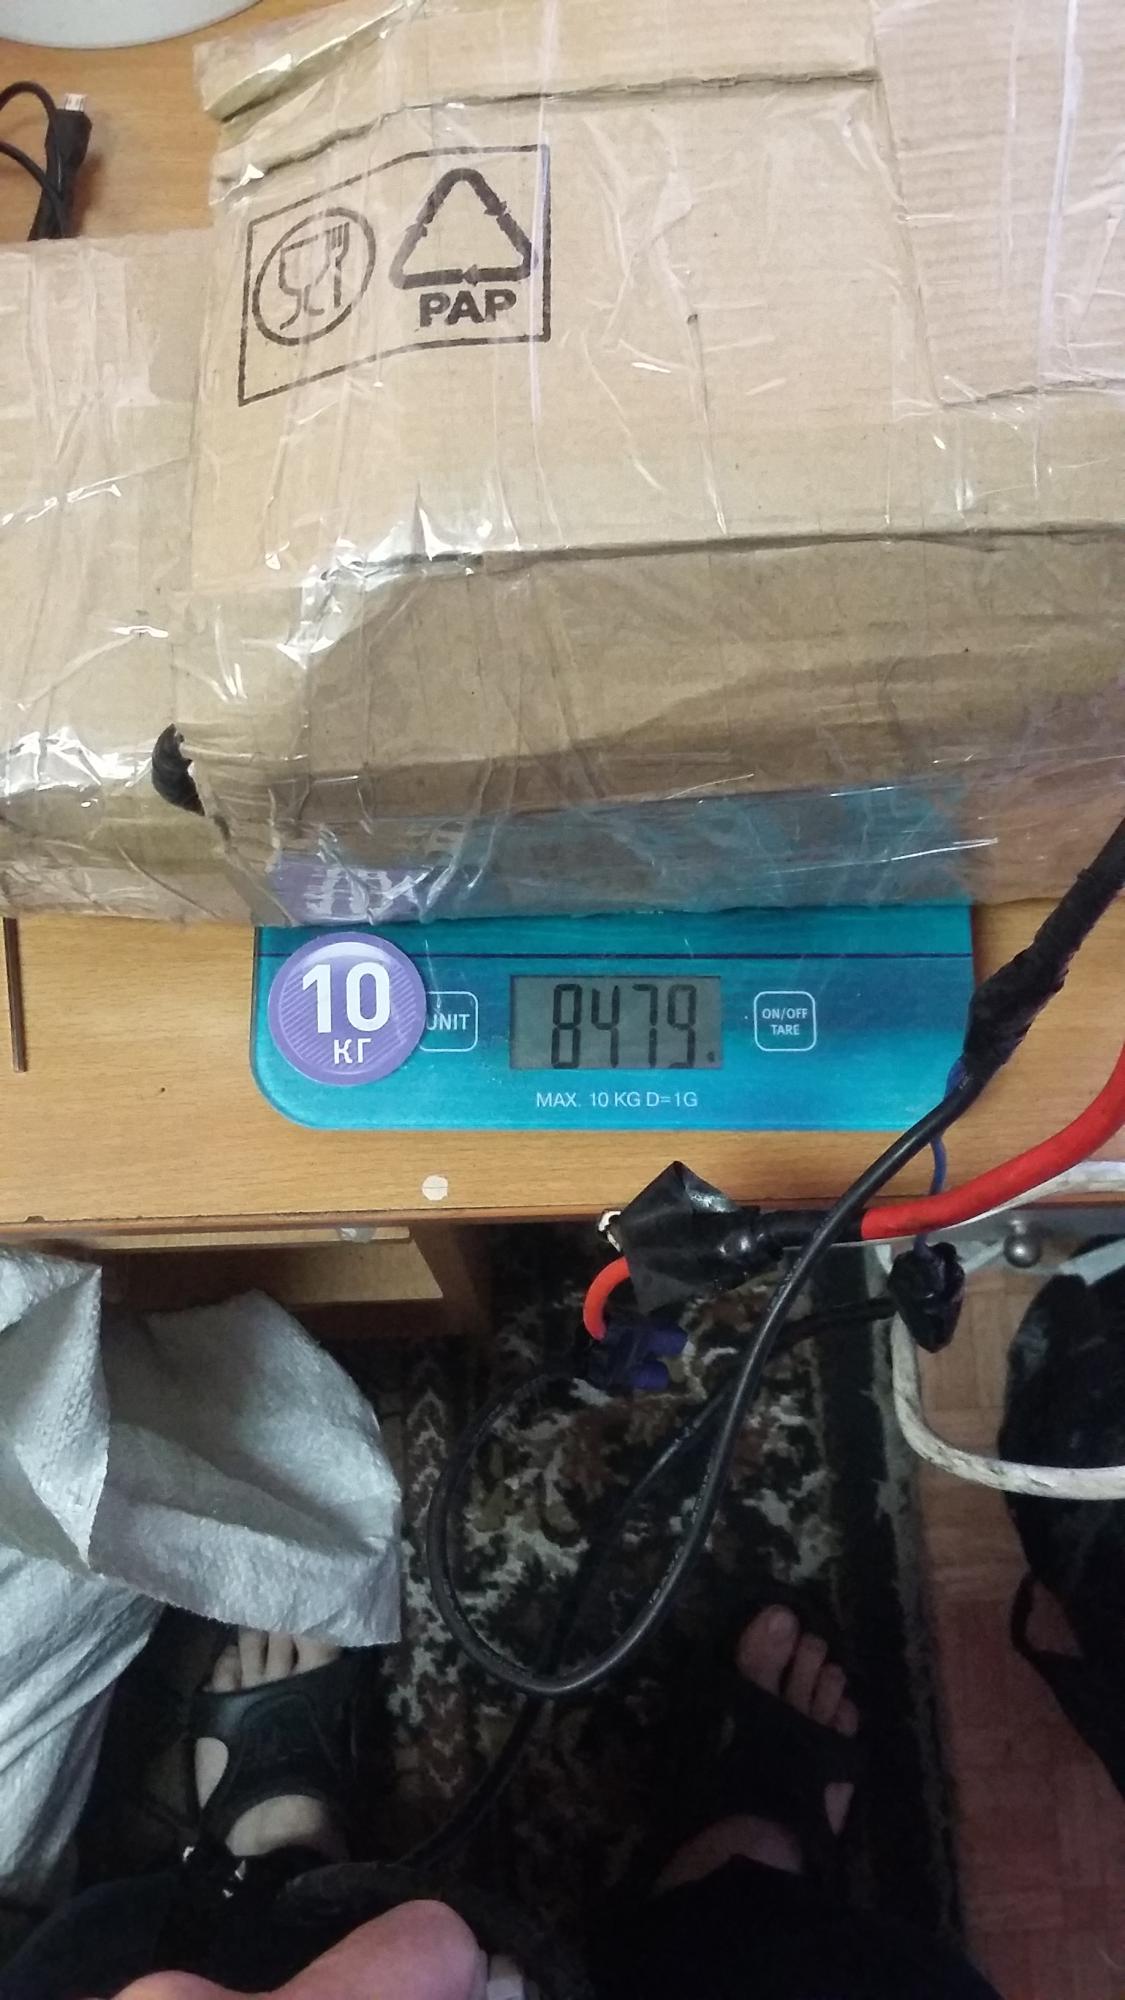 PAP
10
кг
UNIT
8479
ON/OFF
TARE
MAX. 10 KG D=1G